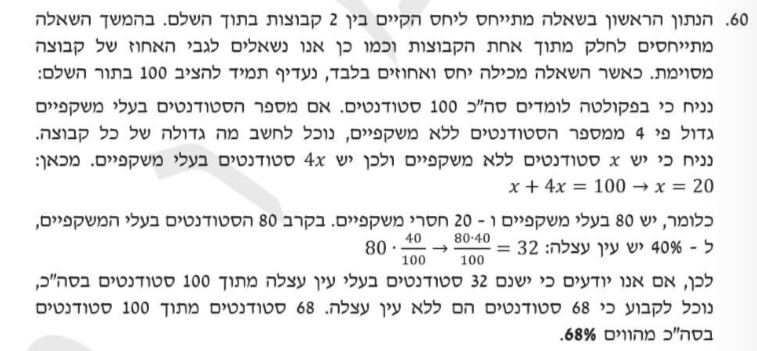 60. הנתון הראשון בשאלה מתייחס ליחס הקיים בין 2 קבוצות בתוך השלם. בהמשך השאלה
מתייחסים לחלק מתוך אחת הקבוצות וכמו כן אנו נשאלים לגבי האחוז של קבוצה
מסוימת. כאשר השאלה מכילה יחס ואחוזים בלבד, נעדיף תמיד להציב 100 בתור השלם:
נניח כי בפקולטה לומדים סה"כ 100 סטודנטים. אם מספר הסטודנטים בעלי משקפיים
גדול פי 4 ממספר הסטודנטים ללא משקפיים, נוכל לחשב מה גדולה של כל קבוצה.
נניח כי יש x סטודנטים ללא משקפיים ולכן יש 4x סטודנטים בעלי משקפיים. מכאן:
x + 4x = 100 → x = 20
כלומר, יש 80 בעלי משקפיים ו - 20 חסרי משקפיים. בקרב 80 הסטודנטים בעלי המשקפיים,
ל - 40% יש עין עצלה: 80 · 40/100 → 80·40/100 = 32
לכן, אם אנו יודעים כי ישנם 32 סטודנטים בעלי עין עצלה מתוך 100 סטודנטים בסה"כ,
נוכל לקבוע כי 68 סטודנטים הם ללא עין עצלה. 68 סטודנטים מתוך 100 סטודנטים
בסה"כ מהווים 68%.